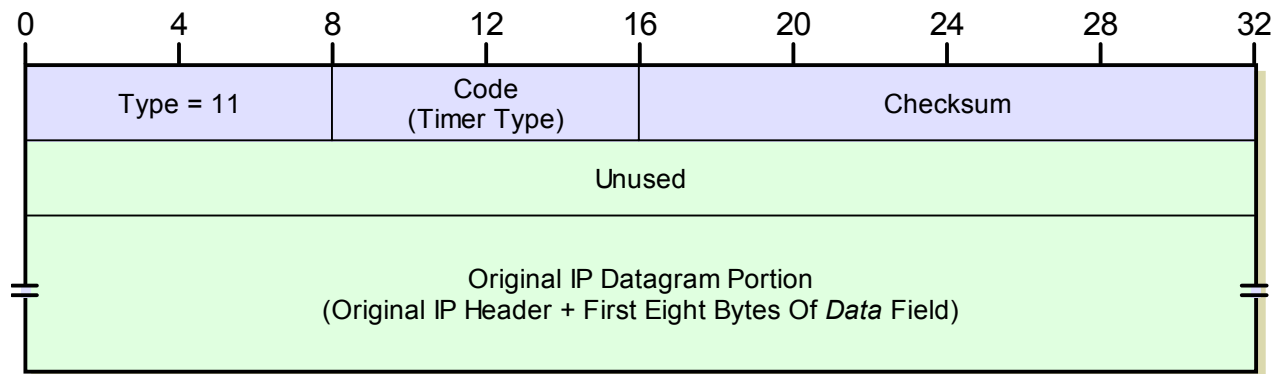 0 4 8 12 16 20 24 28 32
Type = 11
Code
(Timer Type)
Checksum
Unused
Original IP Datagram Portion
(Original IP Header + First Eight Bytes Of Data Field)